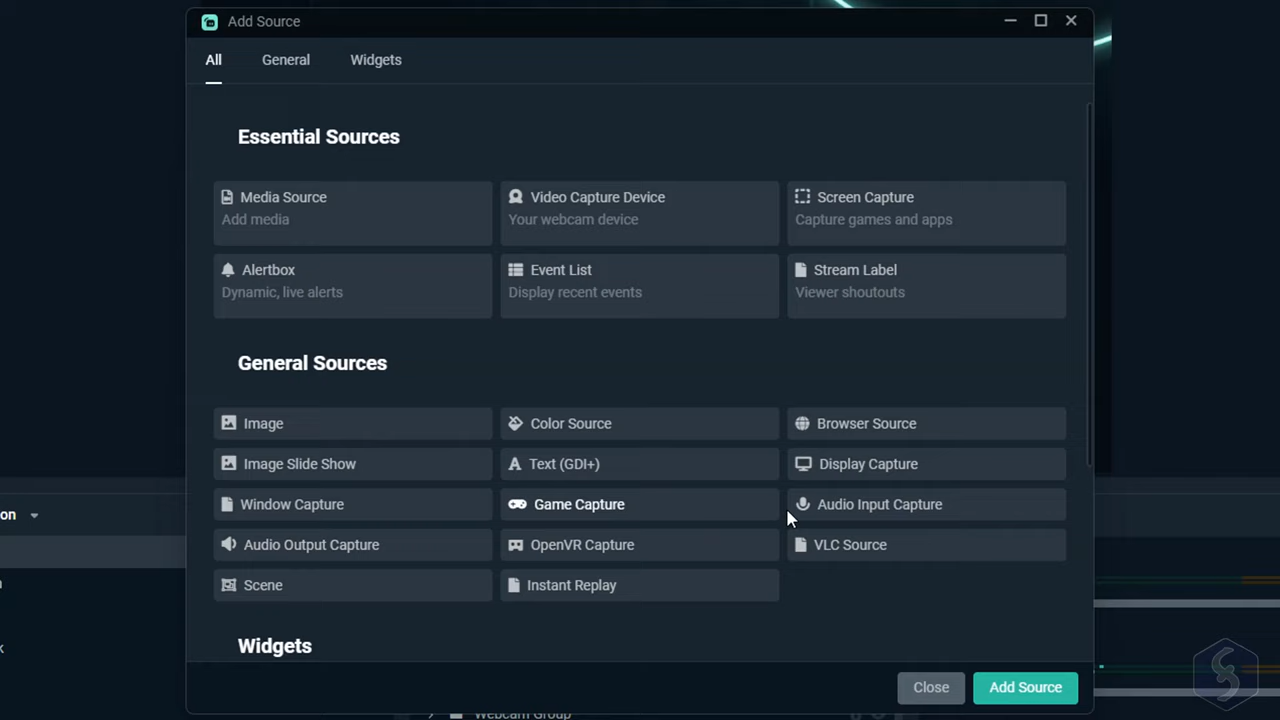 Add Source
All General Widgets
Essential Sources
Media Source Video Capture Device Screen Capture
Add media Your webcam device Capture games and apps
Alertbox Event List Stream Label
Dynamic, live alerts Display recent events Viewer shoutouts
General Sources
Image Color Source Browser Source
Image Slide Show Text (GDI+) Display Capture
Window Capture Game Capture Audio Input Capture
on
Audio Output Capture OpenVR Capture VLC Source
Scene Instant Replay
Widgets
Close Add Source
Webcam Group